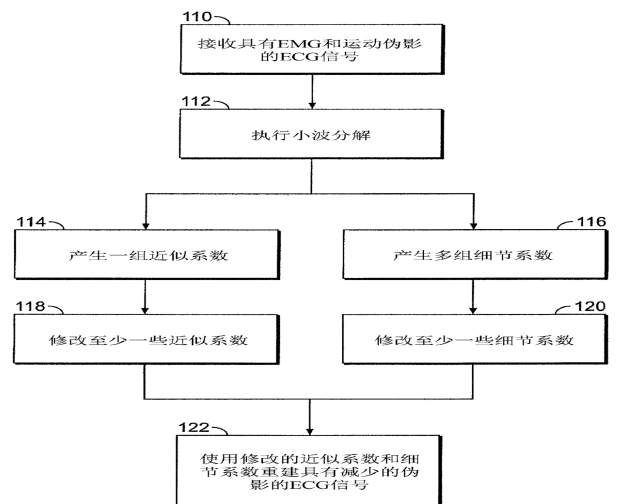 110
接收具有EMG和运动伪影
的ECG信号
112
执行小波分解
114
产生一组近似系数
116
产生多组细节系数
118
修改至少一些近似系数
120
修改至少一些细节系数
122
使用修改的近似系数和细
节系数重建具有减少的伪
影的ECG信号